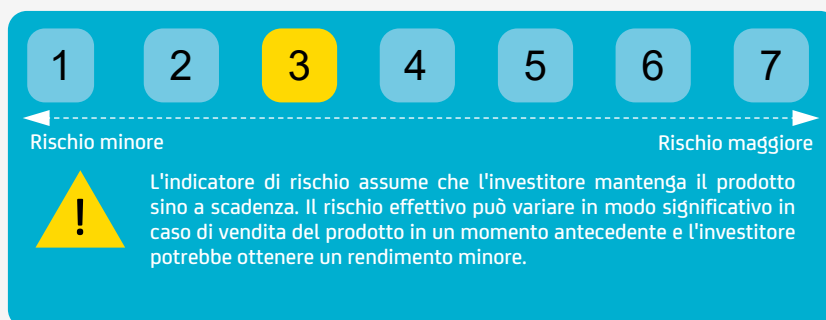 1 2 3 4 5 6 7
Rischio minore Rischio maggiore
! L'indicatore di rischio assume che l'investitore mantenga il prodotto
sino a scadenza. Il rischio effettivo può variare in modo significativo in
caso di vendita del prodotto in un momento antecedente e l'investitore
potrebbe ottenere un rendimento minore.